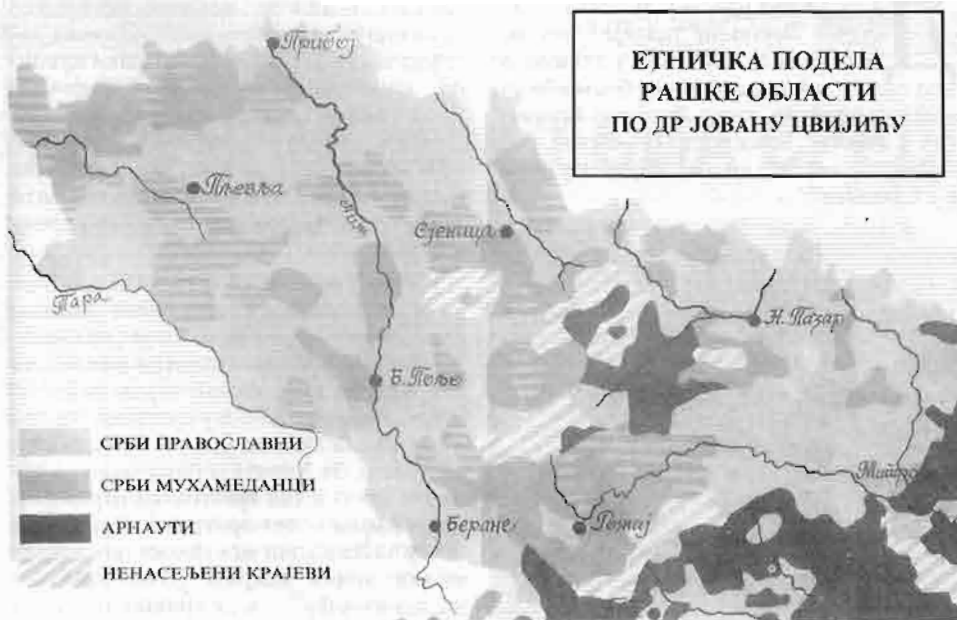 ЕТНИЧКА ПОДЕЛА
РАШКЕ ОБЛАСТИ
ПО ДР ЈОВАНУ ЦВИЈИЋУ
Прибој
Пљевља
Лим
Сјеница
Тара
Н. Пазар
Б. Поље
Беране
Рожај
СРБИ ПРАВОСЛАВНИ
СРБИ МУХАМЕДАНЦИ
АРНАУТИ
НЕНАСЕЉЕНИ КРАЈЕВИ